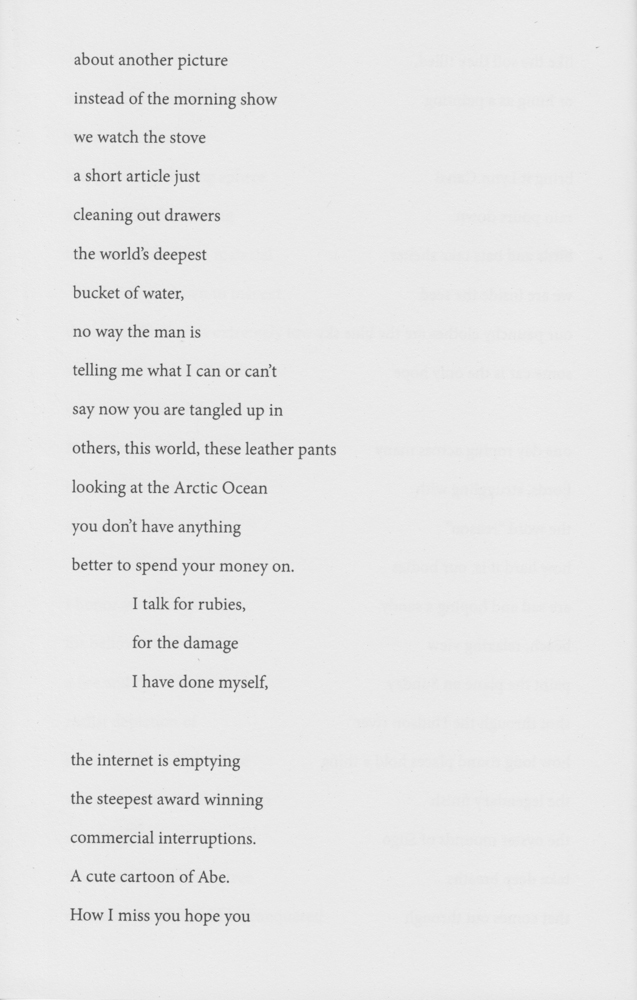 about another picture
instead of the morning show
we watch the stove
a short article just
cleaning out drawers
the world's deepest
bucket of water,
no way the man is
telling me what I can or can't
say now you are tangled up in
others, this world, these leather pants
looking at the Arctic Ocean
you don't have anything
better to spend your money on.
I talk for rubies,
for the damage
I have done myself,
the internet is emptying
the steepest award winning
commercial interruptions.
A cute cartoon of Abe.
How I miss you hope you